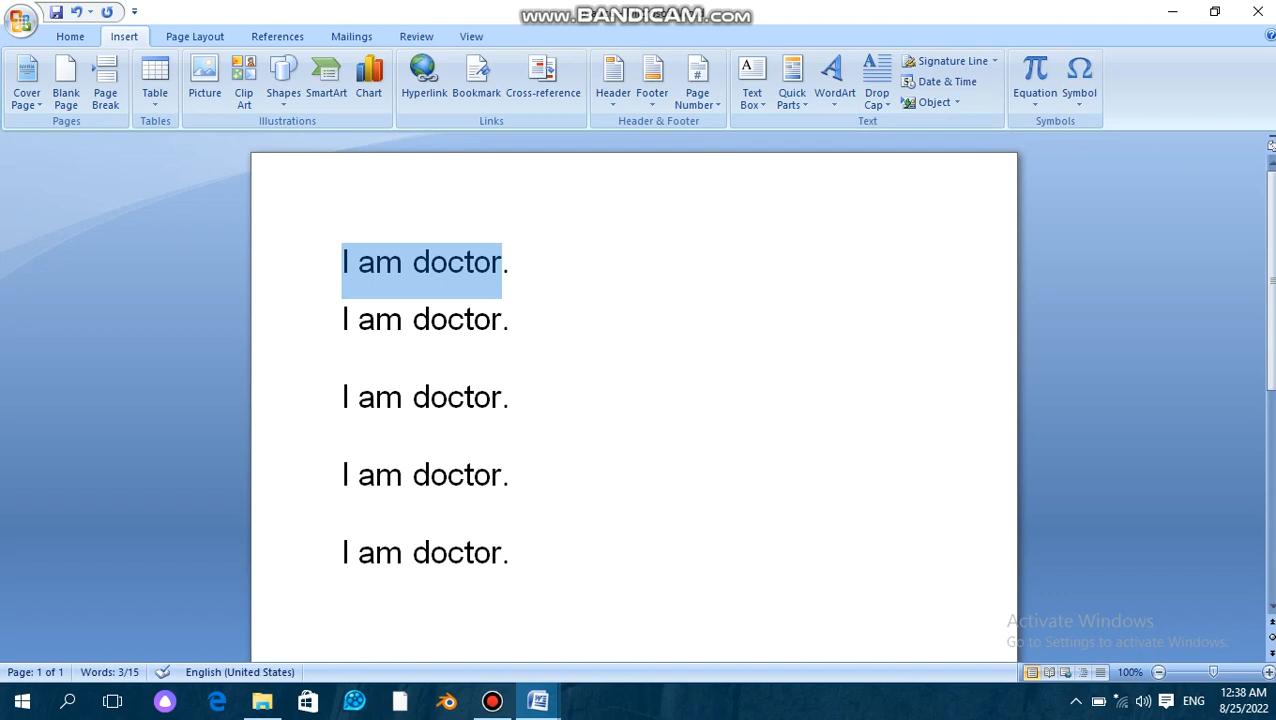 www.BANDICAM.com
Home Insert Page Layout References Mailings Review View
Cover Page Blank Page Page Break Table Picture Clip Art Shapes SmartArt Chart Hyperlink Bookmark Cross-reference Header Footer Page Number Text Box Quick Parts WordArt Drop Cap Signature Line Date & Time Object Equation Symbol
Pages Tables Illustrations Links Header & Footer Text Symbols
I am doctor.
I am doctor.
I am doctor.
I am doctor.
I am doctor.
Activate Windows
Go to Settings to activate Windows.
Page: 1 of 1 Words: 3/15 English (United States) 100%
ENG 12:38 AM
8/25/2022